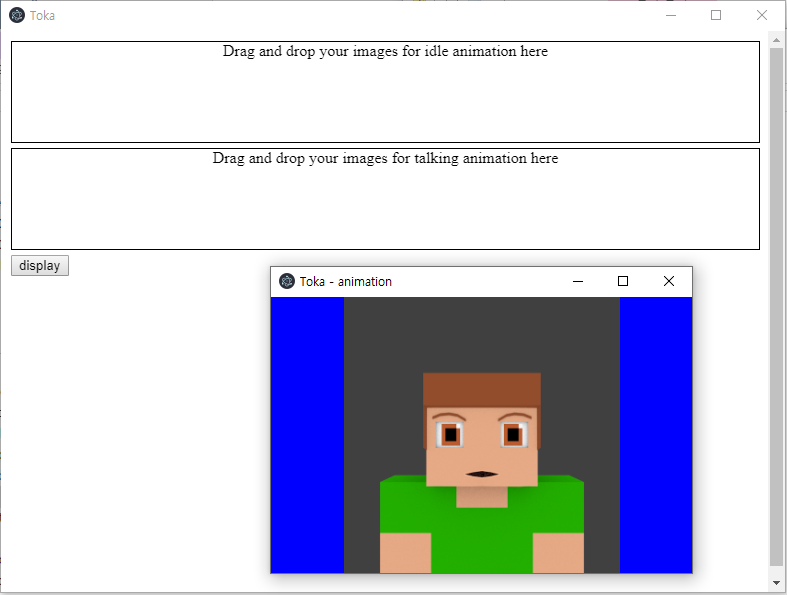 Toka
Drag and drop your images for idle animation here
Drag and drop your images for talking animation here
display
Toka - animation